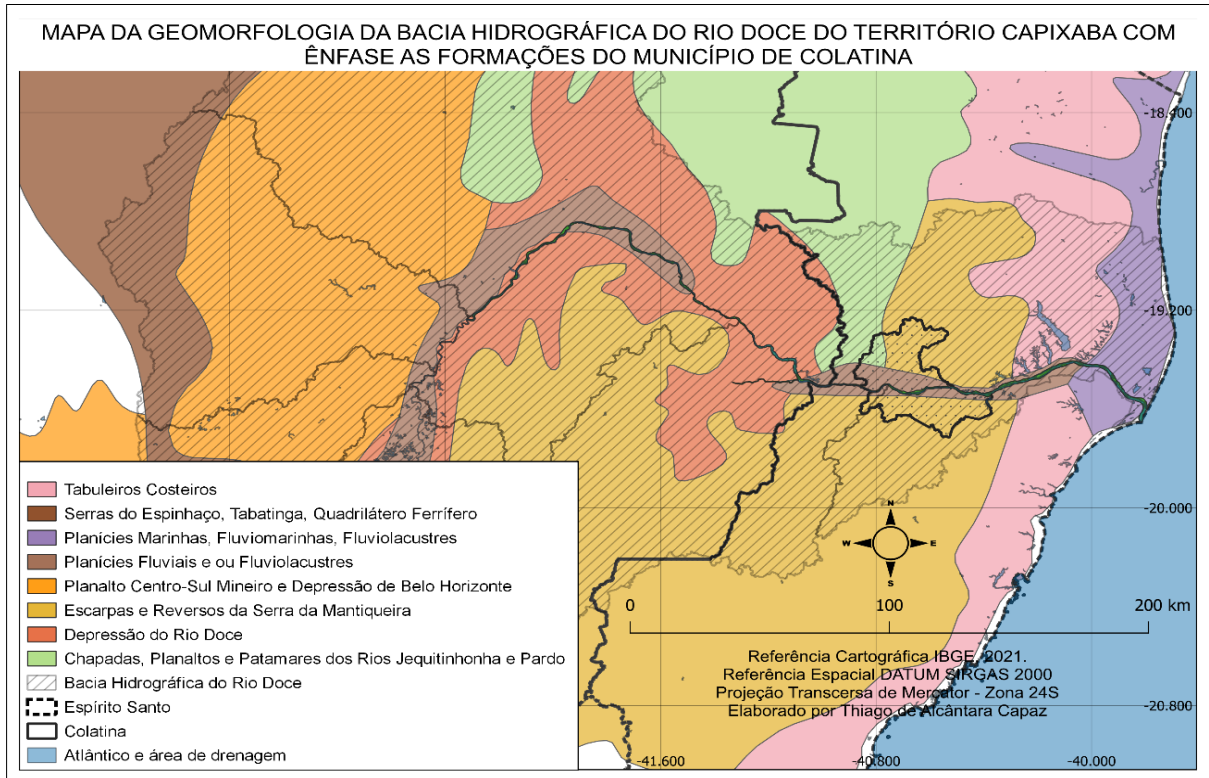 MAPA DA GEOMORFOLOGIA DA BACIA HIDROGRÁFICA DO RIO DOCE DO TERRITÓRIO CAPIXABA COM
ÊNFASE AS FORMAÇÕES DO MUNICÍPIO DE COLATINA
-18.400
-19.200
-20.000
-20.800
Tabuleiros Costeiros
Serras do Espinhaço, Tabatinga, Quadrilátero Ferrífero
Planícies Marinhas, Fluviomarinhas, Fluviolacustres
Planícies Fluviais e ou Fluviolacustres
Planalto Centro-Sul Mineiro e Depressão de Belo Horizonte
Escarpas e Reversos da Serra da Mantiqueira
Depressão do Rio Doce
Chapadas, Planaltos e Patamares dos Rios Jequitinhonha e Pardo
Bacia Hidrográfica do Rio Doce
Espírito Santo
Colatina
Atlântico e área de drenagem
N
W E
S
0 100 200 km
Referência Cartográfica IBGE, 2021.
Referência Espacial DATUM SIRGAS 2000
Projeção Transcersa de Mercator - Zona 24S
Elaborado por Thiago de Alcântara Capaz
-41.600 -40.800 -40.000